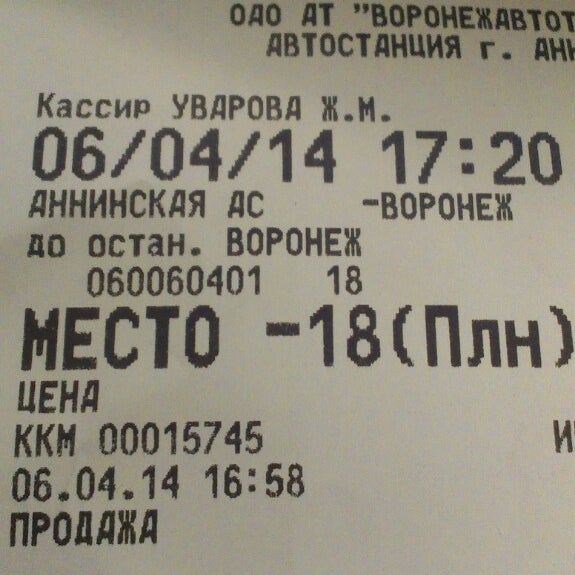 ОАО АТ "ВОРОНЕЖАВТОТ
АВТОСТАНЦИЯ г. АНН
Кассир УВАРОВА Ж.М.
06/04/14 17:20
АННИНСКАЯ АС -ВОРОНЕЖ
до остан. ВОРОНЕЖ
060060401 18
МЕСТО -18(Плн)
ЦЕНА
ККМ 00015745 И
06.04.14 16:58
ПРОДАЖА